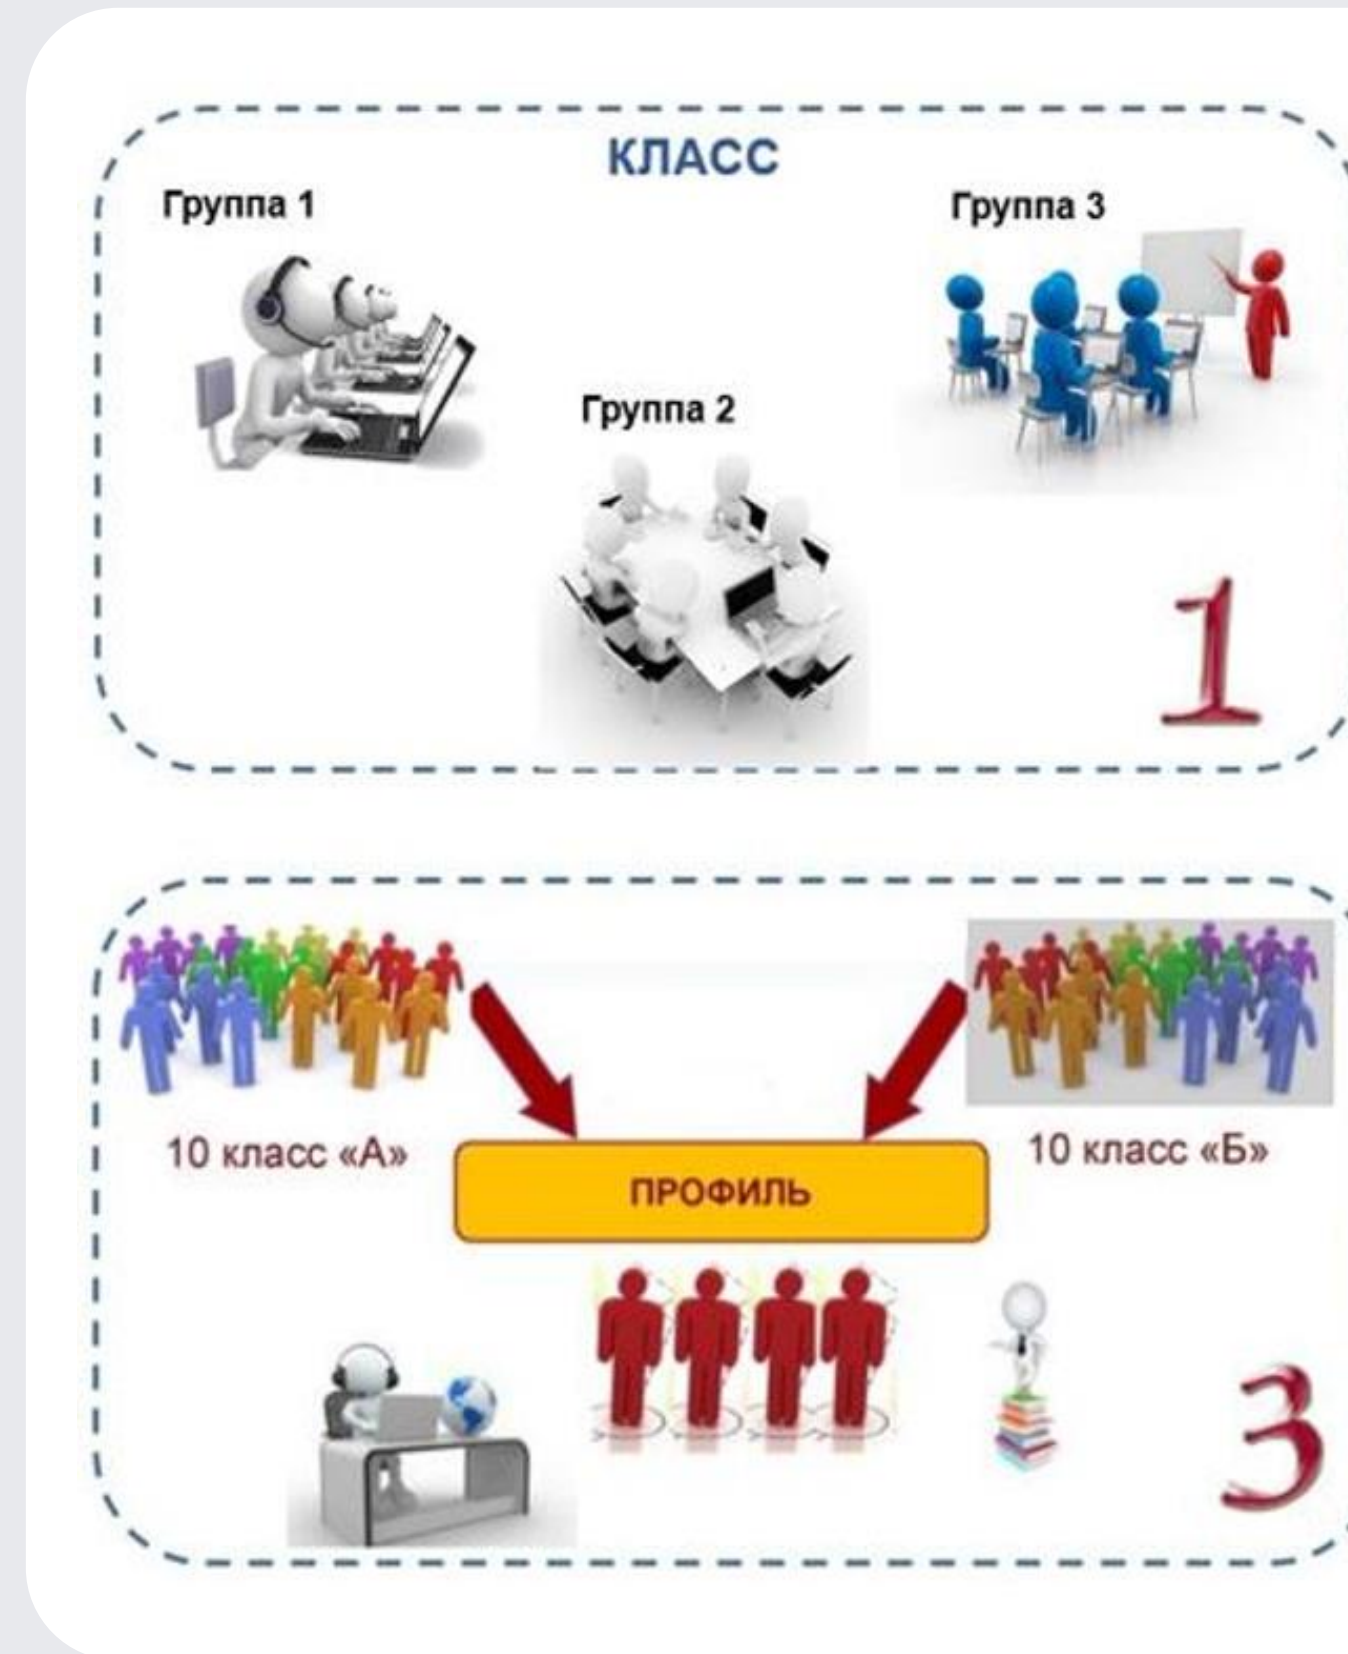 КЛАСС
Группа 1
Группа 3
Группа 2
1
10 класс «А»
10 класс «Б»
ПРОФИЛЬ
3